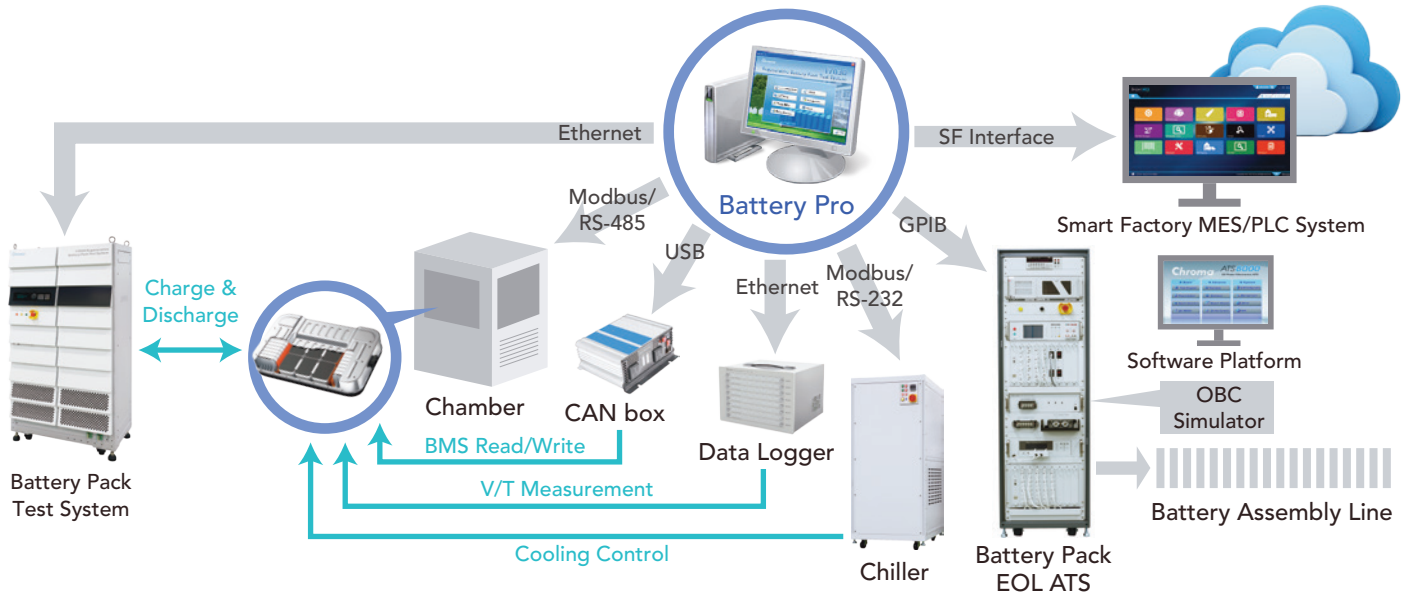 Ethernet
SF Interface
Modbus/
RS-485
Battery Pro
GPIB
Smart Factory MES/PLC System
USB
Ethernet
Modbus/
RS-232
Charge &
Discharge
Chroma ATS8000
Software Platform
OBC
Simulator
Chamber
CAN box
Data Logger
BMS Read/Write
V/T Measurement
Cooling Control
Battery Pack
Test System
Chiller
Battery Pack
EOL ATS
Battery Assembly Line